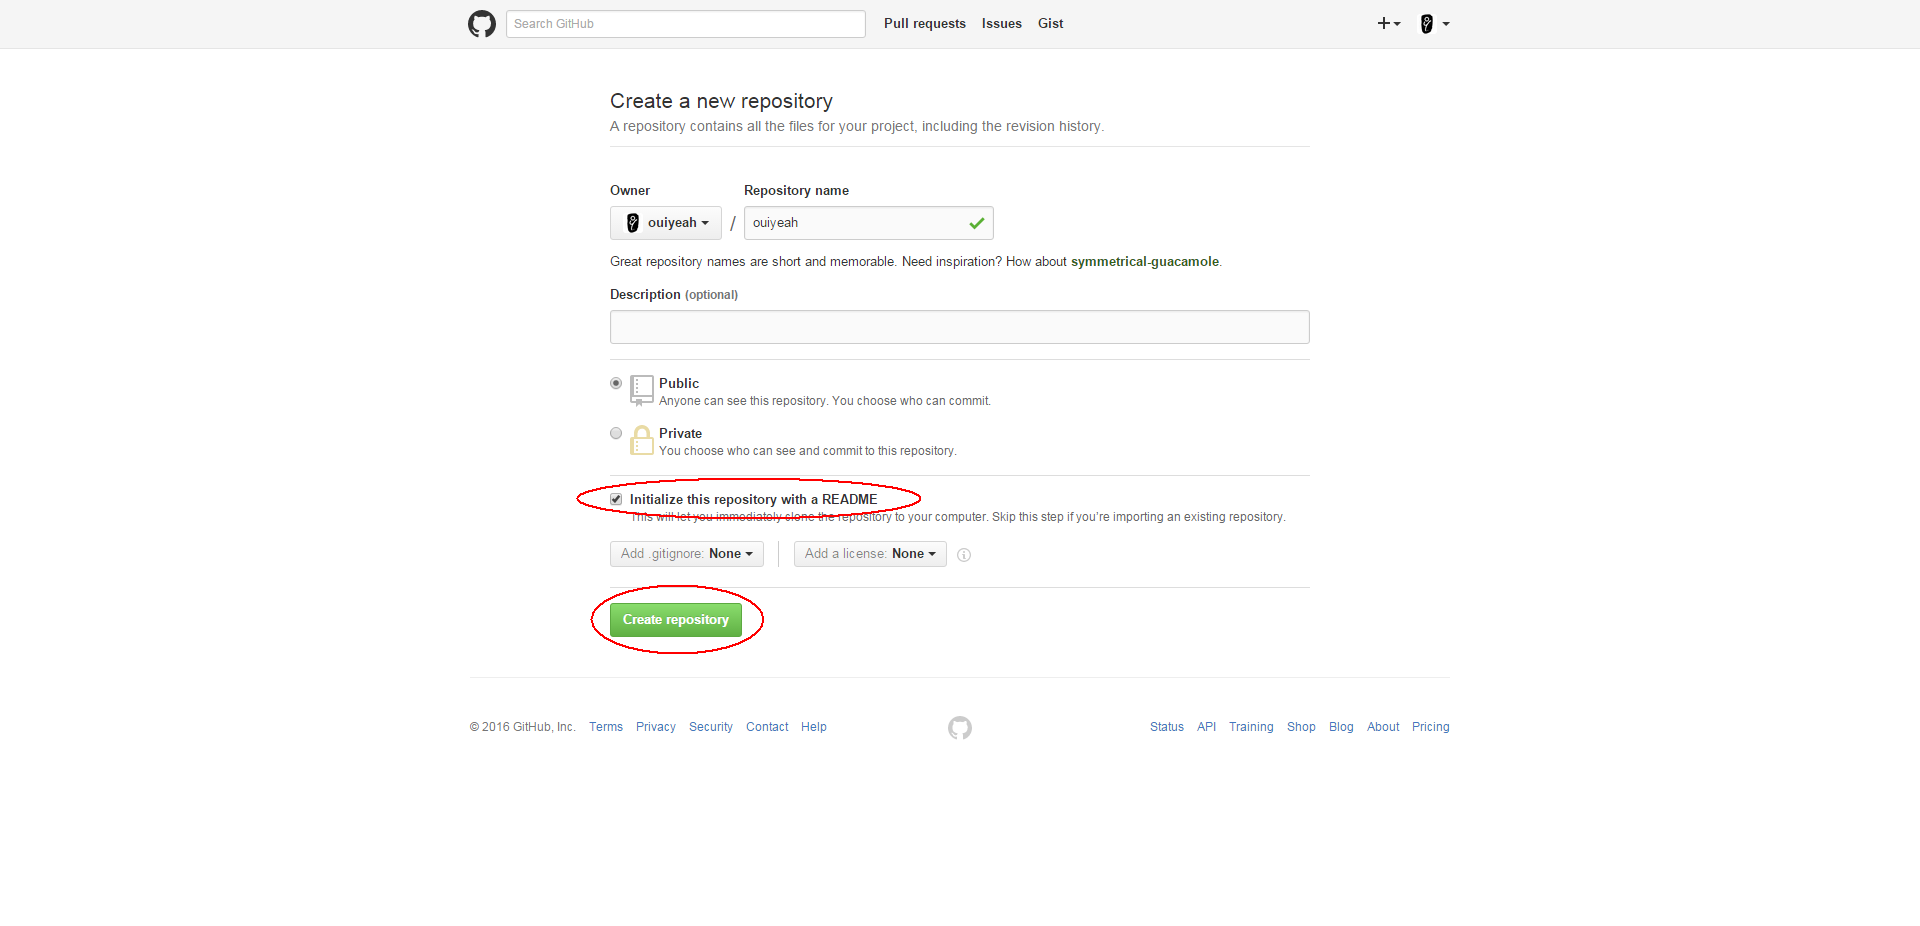 Search GitHub Pull requests Issues Gist
Create a new repository
A repository contains all the files for your project, including the revision history.
Owner Repository name
ouiyeah / ouiyeah
Great repository names are short and memorable. Need inspiration? How about symmetrical-guacamole.
Description (optional)
Public
Anyone can see this repository. You choose who can commit.
Private
You choose who can see and commit to this repository.
Initialize this repository with a README
This will let you immediately clone the repository to your computer. Skip this step if you’re importing an existing repository.
Add .gitignore: None Add a license: None
Create repository
© 2016 GitHub, Inc. Terms Privacy Security Contact Help Status API Training Shop Blog About Pricing